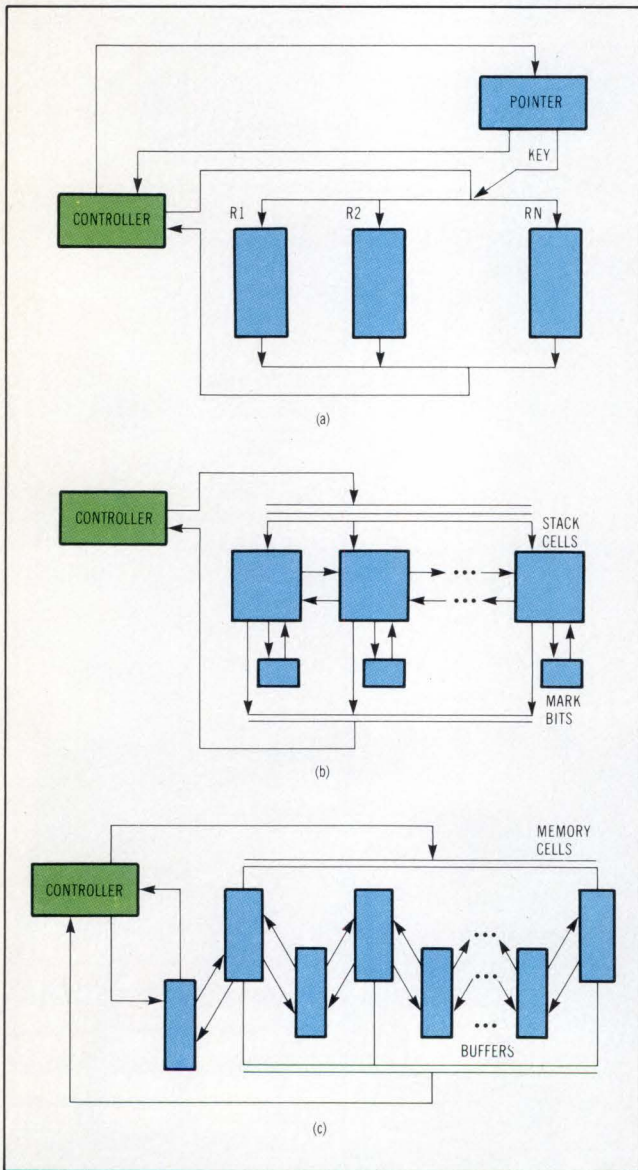 POINTER
KEY
CONTROLLER
R1 R2 RN
(a)
CONTROLLER
STACK
CELLS
•••
•••
MARK
BITS
(b)
MEMORY
CELLS
CONTROLLER
•••
•••
•••
BUFFERS
(c)